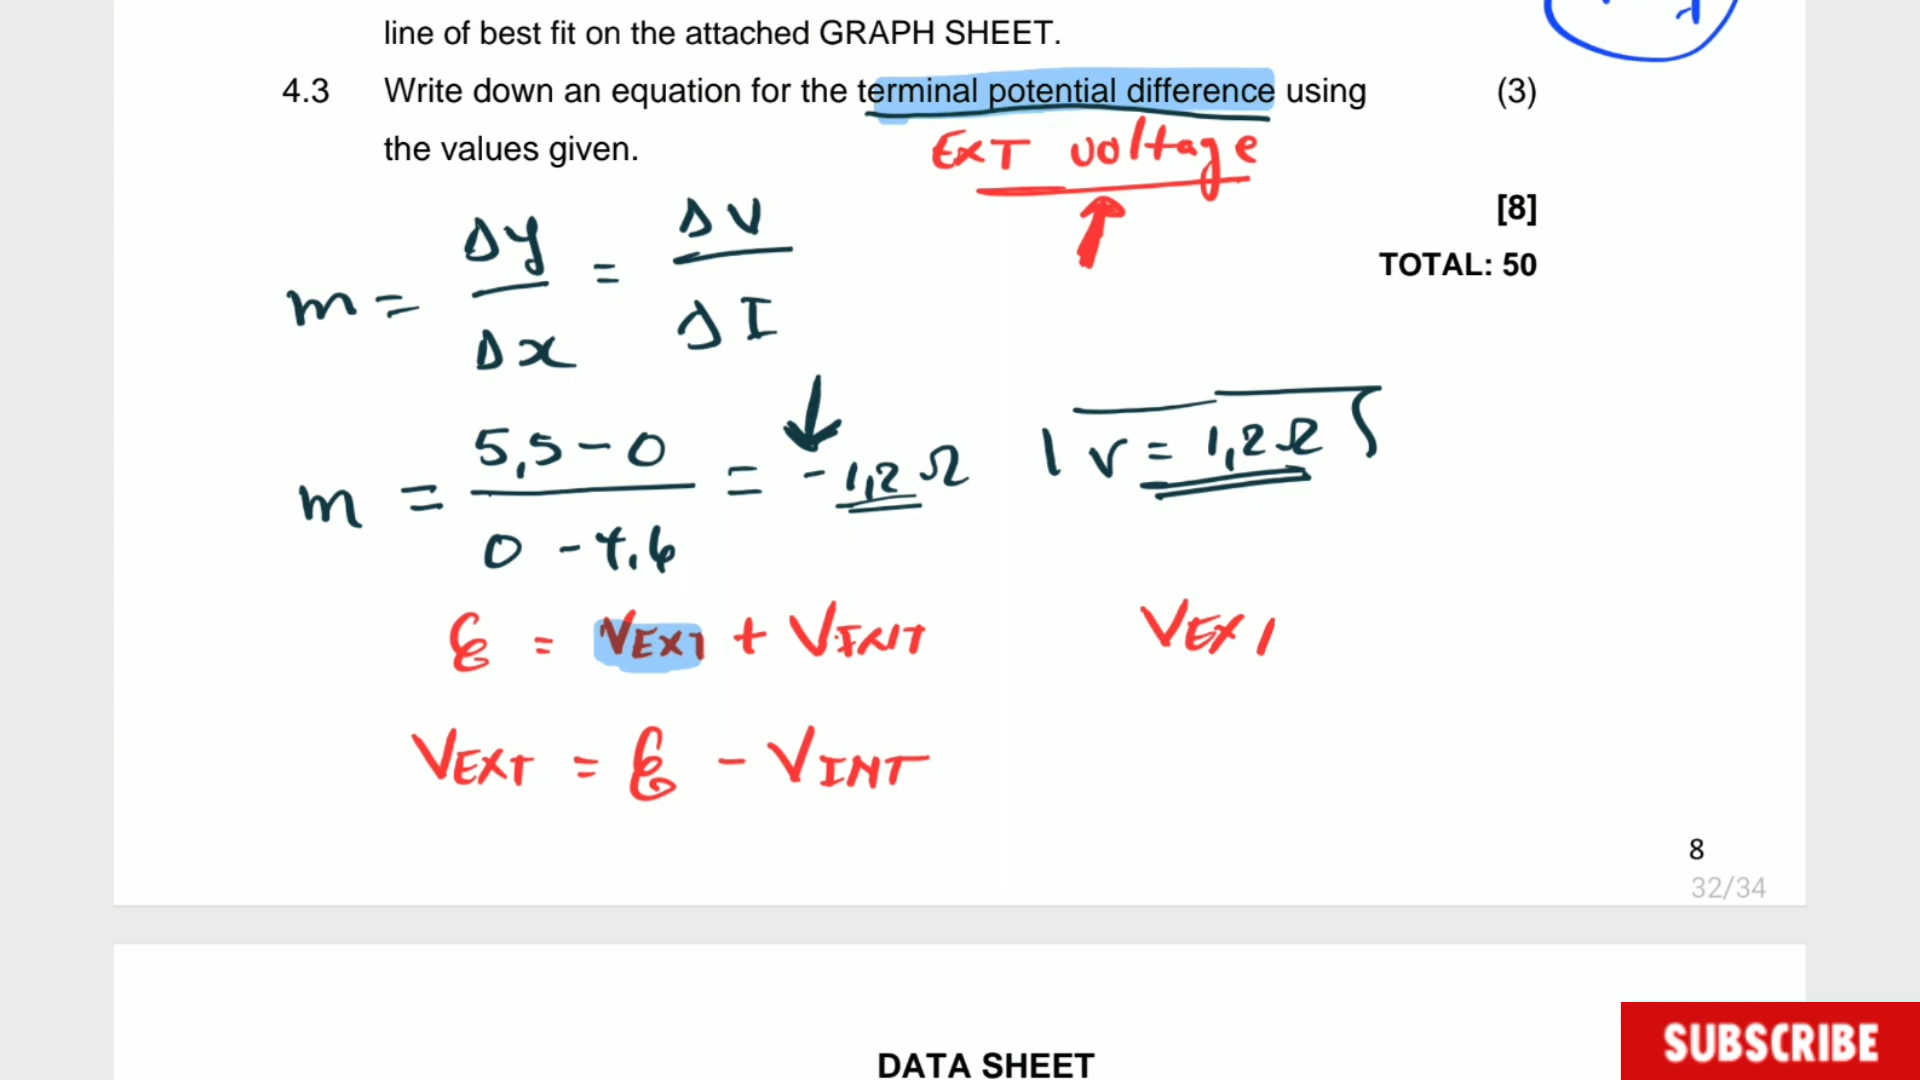 line of best fit on the attached GRAPH SHEET.
4.3 Write down an equation for the terminal potential difference using (3)
the values given.
EXT voltage
[8]
TOTAL: 50
m = Δy / Δx = ΔV / ΔI
m = 5,5 - 0 / 0 - 4.6 = -1,2 Ω
r = 1,2 Ω
Ɛ = VEXT + VINT
VEXT
VEXT = Ɛ - VINT
8
32/34
DATA SHEET
SUBSCRIBE